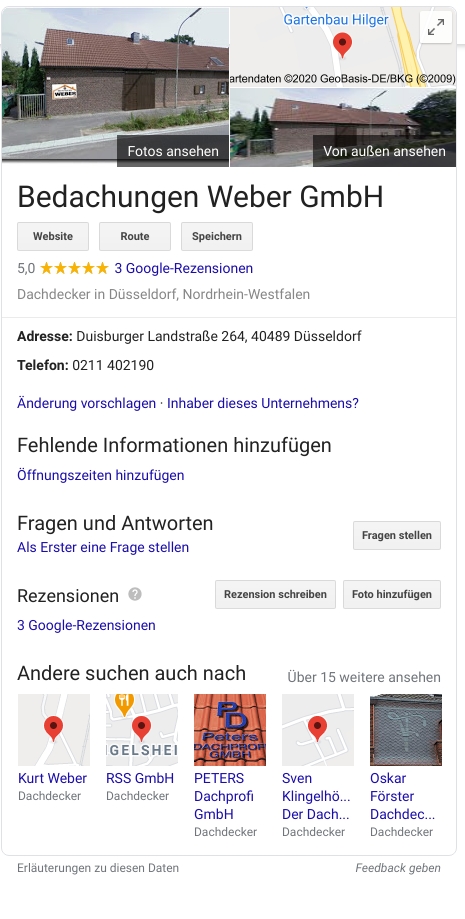 Gartenbau Hilger
WEBER
artendaten ©2020 GeoBasis-DE/BKG (©2009)
Fotos ansehen
Von außen ansehen
Bedachungen Weber GmbH
Website Route Speichern
5,0 3 Google-Rezensionen
Dachdecker in Düsseldorf, Nordrhein-Westfalen
Adresse: Duisburger Landstraße 264, 40489 Düsseldorf
Telefon: 0211 402190
Änderung vorschlagen · Inhaber dieses Unternehmens?
Fehlende Informationen hinzufügen
Öffnungszeiten hinzufügen
Fragen und Antworten
Fragen stellen
Als Erster eine Frage stellen
Rezensionen ? Rezension schreiben Foto hinzufügen
3 Google-Rezensionen
Andere suchen auch nach Über 15 weitere ansehen
NGELSHEI
PD
Peters
DACHPROFI
GMBH
Kurt Weber
Dachdecker
RSS GmbH
Dachdecker
PETERS
Dachprofi
GmbH
Dachdecker
Sven
Klingelhö...
Der Dach...
Dachdecker
Oskar
Förster
Dachdec...
Dachdecker
Erläuterungen zu diesen Daten Feedback geben